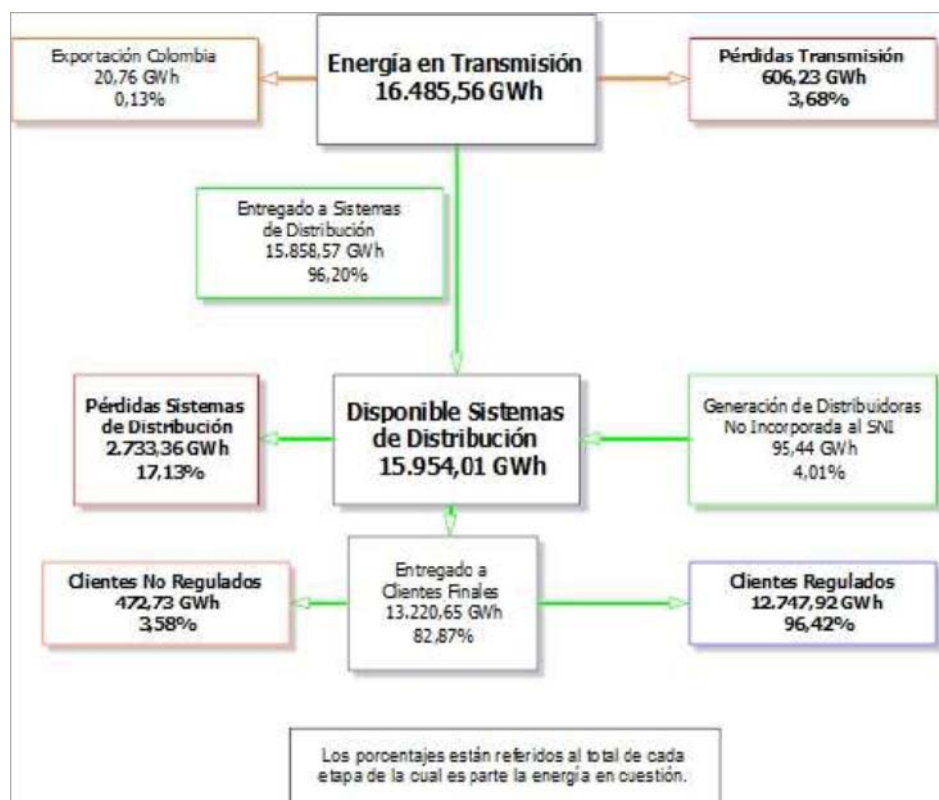 Exportación Colombia
20,76 GWh
0,13%
Energía en Transmisión
16.485,56 GWh
Pérdidas Transmisión
606,23 GWh
3,68%
Entregado a Sistemas
de Distribución
15.858,57 GWh
96,20%
Pérdidas Sistemas
de Distribución
2.733,36 GWh
17,13%
Disponible Sistemas
de Distribución
15.954,01 GWh
Generación de Distribuidoras
No Incorporada al SNI
95,44 GWh
4,01%
Clientes No Regulados
472,73 GWh
3,58%
Entregado a
Clientes Finales
13.220,65 GWh
82,87%
Clientes Regulados
12.747,92 GWh
96,42%
Los porcentajes están referidos al total de cada
etapa de la cual es parte la energía en cuestión.